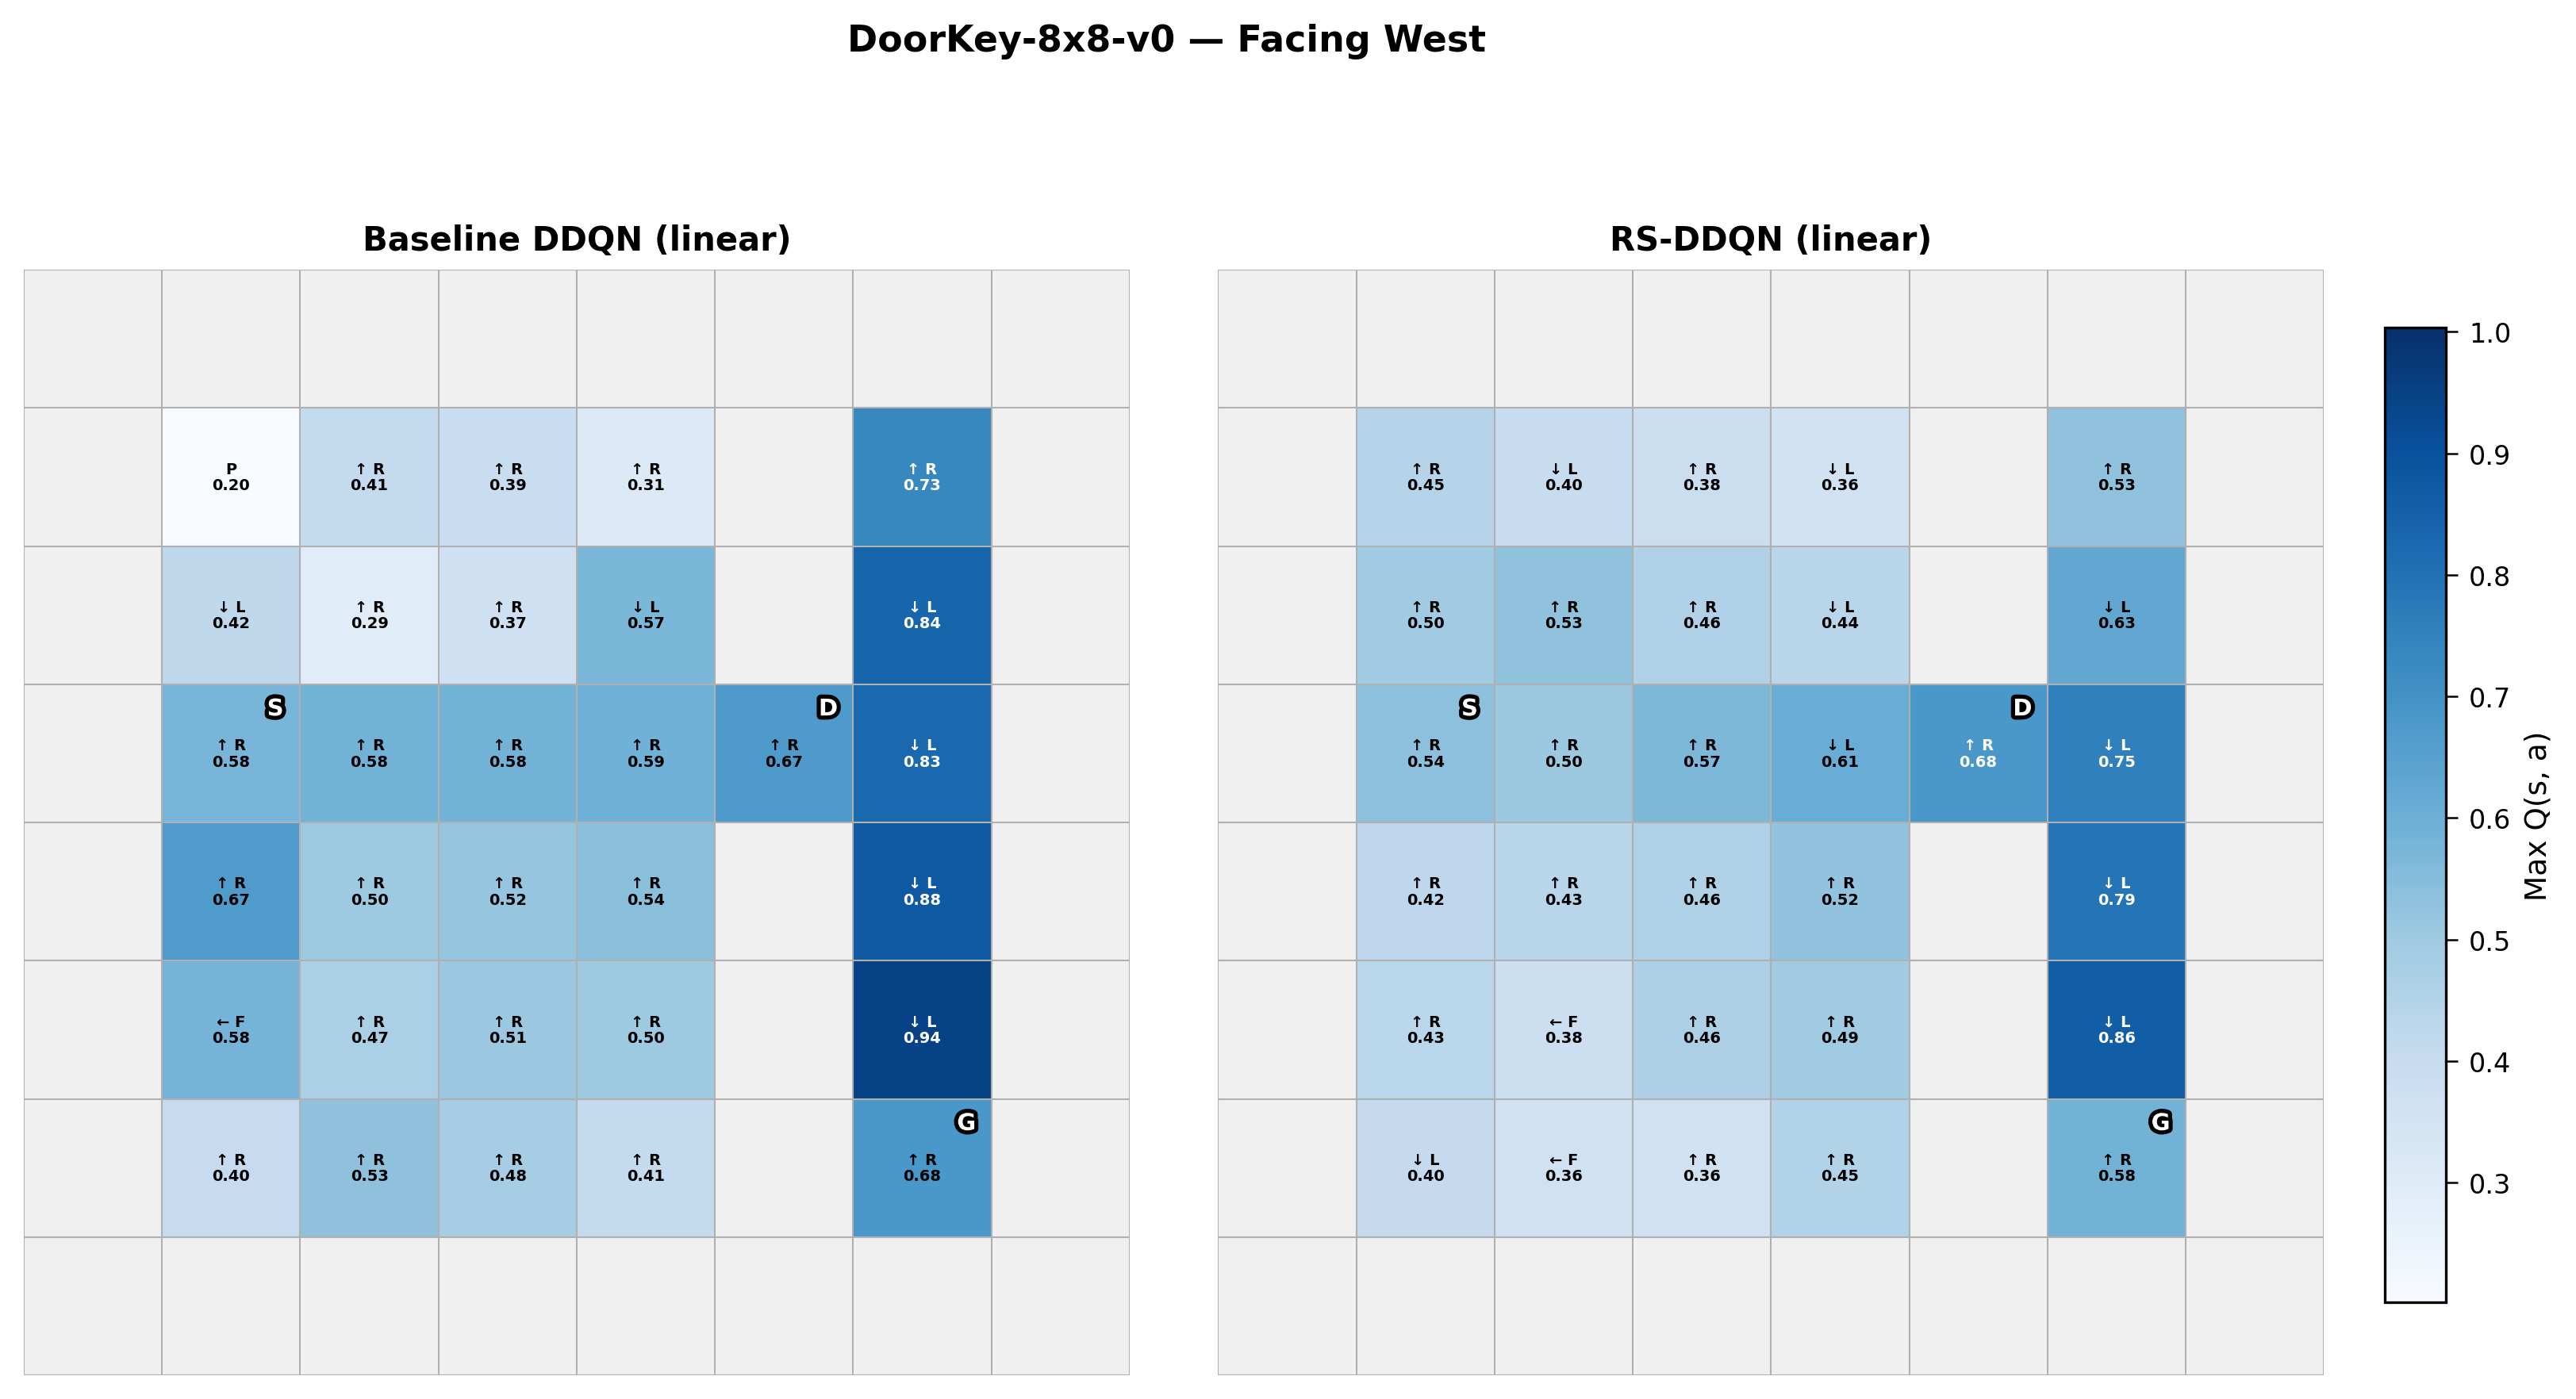 DoorKey-8x8-v0 — Facing West
Baseline DDQN (linear)
P
0.20
↑ R
0.41
↑ R
0.39
↑ R
0.31
↑ R
0.73
↓ L
0.42
↑ R
0.29
↑ R
0.37
↓ L
0.57
↓ L
0.84
S
↑ R
0.58
↑ R
0.58
↑ R
0.58
↑ R
0.59
D
↑ R
0.67
↓ L
0.83
↑ R
0.67
↑ R
0.50
↑ R
0.52
↑ R
0.54
↓ L
0.88
← F
0.58
↑ R
0.47
↑ R
0.51
↑ R
0.50
↓ L
0.94
↑ R
0.40
↑ R
0.53
↑ R
0.48
↑ R
0.41
G
↑ R
0.68
RS-DDQN (linear)
↑ R
0.45
↓ L
0.40
↑ R
0.38
↓ L
0.36
↑ R
0.53
↑ R
0.50
↑ R
0.53
↑ R
0.46
↓ L
0.44
↓ L
0.63
S
↑ R
0.54
↑ R
0.50
↑ R
0.57
↓ L
0.61
D
↑ R
0.68
↓ L
0.75
↑ R
0.42
↑ R
0.43
↑ R
0.46
↑ R
0.52
↓ L
0.79
↑ R
0.43
← F
0.38
↑ R
0.46
↑ R
0.49
↓ L
0.86
↓ L
0.40
← F
0.36
↑ R
0.36
↑ R
0.45
G
↑ R
0.58
1.0
0.9
0.8
0.7
0.6
0.5
0.4
0.3
Max Q(s, a)